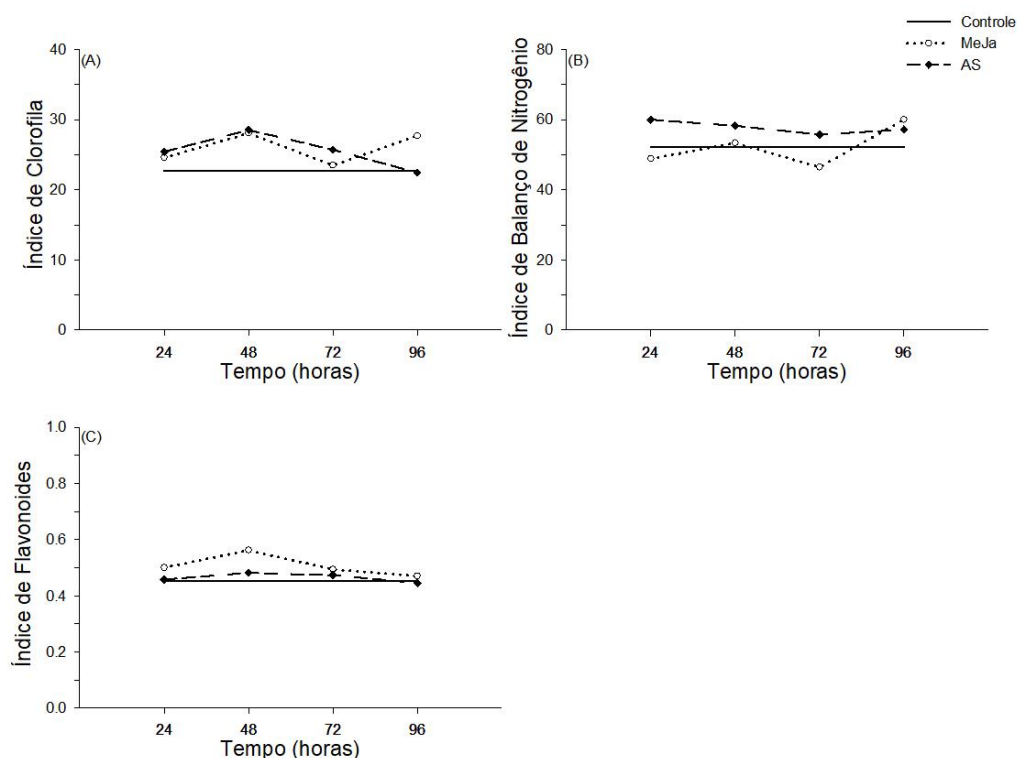 Controle
MeJa
AS
(A)
Índice de Clorofila
40
30
20
10
0
24 48 72 96
Tempo (horas)
(B)
Índice de Balanço de Nitrogênio
80
60
40
20
0
24 48 72 96
Tempo (horas)
(C)
Índice de Flavonoides
1.0
0.8
0.6
0.4
0.2
0.0
24 48 72 96
Tempo (horas)